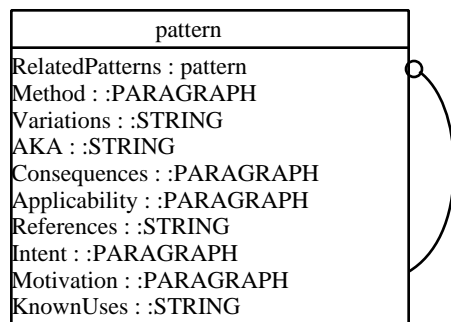 pattern
RelatedPatterns : pattern
Method : :PARAGRAPH
Variations : :STRING
AKA : :STRING
Consequences : :PARAGRAPH
Applicability : :PARAGRAPH
References : :STRING
Intent : :PARAGRAPH
Motivation : :PARAGRAPH
KnownUses : :STRING